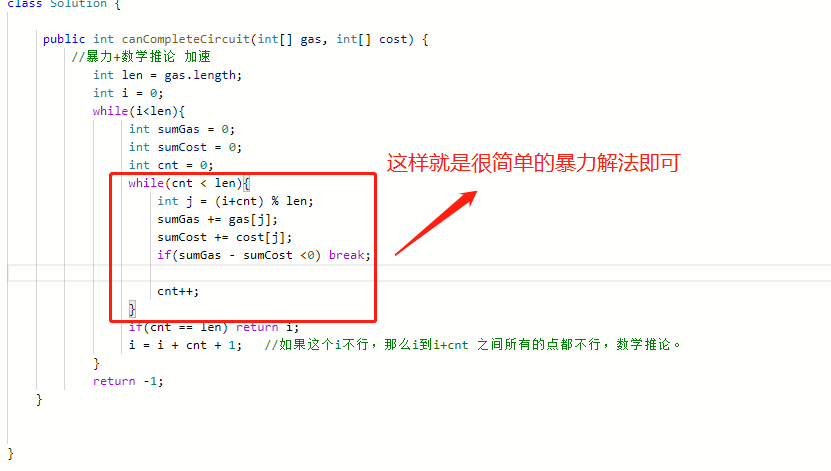 class Solution {
public int canCompleteCircuit(int[] gas, int[] cost) {
//暴力+数学推论 加速
int len = gas.length;
int i = 0;
while(i<len){
int sumGas = 0;
int sumCost = 0;
int cnt = 0;
这样就是很简单的暴力解法即可
while(cnt < len){
int j = (i+cnt) % len;
sumGas += gas[j];
sumCost += cost[j];
if(sumGas - sumCost <0) break;
cnt++;
}
if(cnt == len) return i;
i = i + cnt + 1; //如果这个i不行，那么i到i+cnt 之间所有的点都不行，数学推论。
}
return -1;
}
}